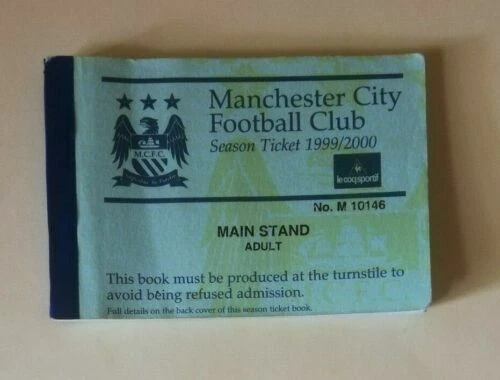 Manchester City
Football Club
Season Ticket 1999/2000
M.C.F.C.
le coq sportif
No. M 10146
MAIN STAND
ADULT
This book must be produced at the turnstile to
avoid being refused admission.
Full details on the back cover of this season ticket book.